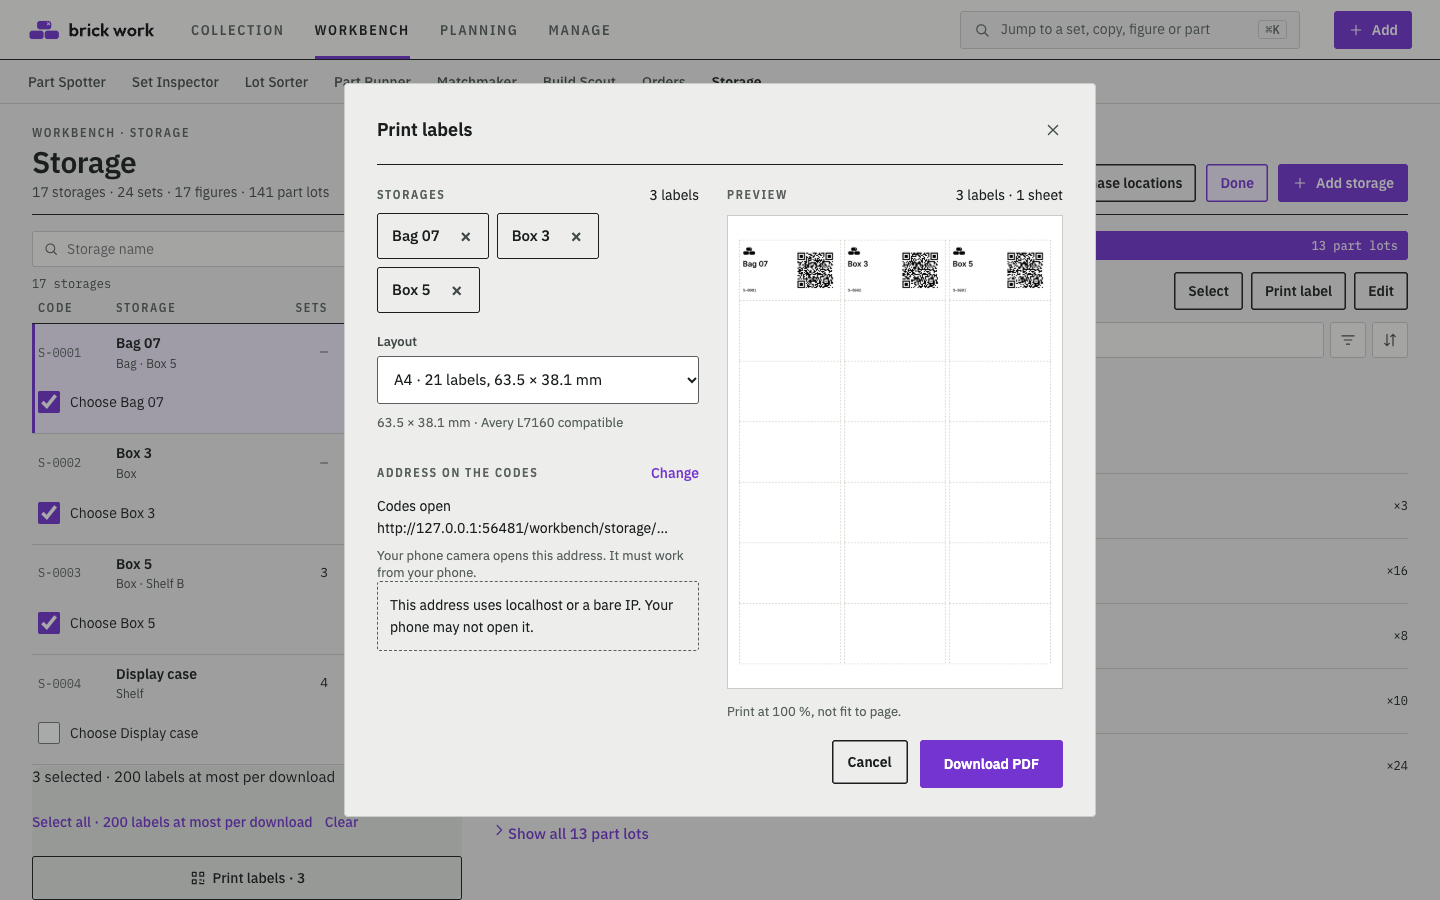 brick work
COLLECTION
WORKBENCH
PLANNING
MANAGE
Jump to a set, copy, figure or part
⌘K
+ Add
Part Spotter
Set Inspector
Lot Sorter
Part Runner
Matchmaker
Build Scout
Orders
Storage
WORKBENCH · STORAGE
Storage
17 storages · 24 sets · 17 figures · 141 part lots
ase locations
Done
+ Add storage
Storage name
13 part lots
17 storages
CODE STORAGE SETS
Select
Print label
Edit
S-0001
Bag 07
Bag · Box 5
—
Choose Bag 07
S-0002
Box 3
Box
—
Choose Box 3
S-0003
Box 5
Box · Shelf B
3
Choose Box 5
S-0004
Display case
Shelf
4
Choose Display case
3 selected · 200 labels at most per download
Select all · 200 labels at most per download
Clear
Print labels · 3
×3
×16
×8
×10
×24
Show all 13 part lots
Print labels
STORAGES
3 labels
Bag 07 ×
Box 3 ×
Box 5 ×
Layout
A4 · 21 labels, 63.5 × 38.1 mm
63.5 × 38.1 mm · Avery L7160 compatible
ADDRESS ON THE CODES
Change
Codes open
http://127.0.0.1:56481/workbench/storage/…
Your phone camera opens this address. It must work
from your phone.
This address uses localhost or a bare IP. Your
phone may not open it.
PREVIEW
3 labels · 1 sheet
Bag 07
Box 3
Box 5
Print at 100 %, not fit to page.
Cancel
Download PDF